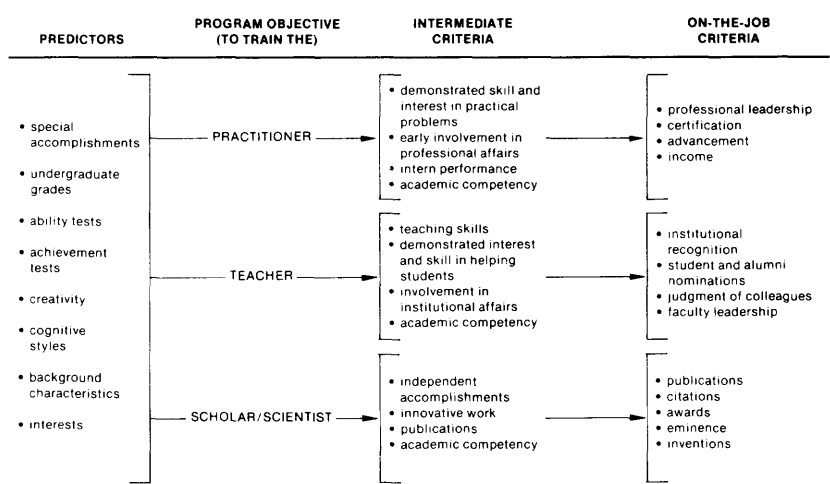 PREDICTORS
PROGRAM OBJECTIVE
(TO TRAIN THE)
INTERMEDIATE
CRITERIA
ON-THE-JOB
CRITERIA
• special
accomplishments
• undergraduate
grades
• ability tests
• achievement
tests
• creativity
• cognitive
styles
• background
characteristics
• interests
PRACTITIONER
• demonstrated skill and
interest in practical
problems
• early involvement in
professional affairs
• intern performance
• academic competency
• professional leadership
• certification
• advancement
• income
TEACHER
• teaching skills
• demonstrated interest
and skill in helping
students
• involvement in
institutional affairs
• academic competency
• institutional
recognition
• student and alumni
nominations
• judgment of colleagues
• faculty leadership
SCHOLAR/SCIENTIST
• independent
accomplishments
• innovative work
• publications
• academic competency
• publications
• citations
• awards
• eminence
• inventions